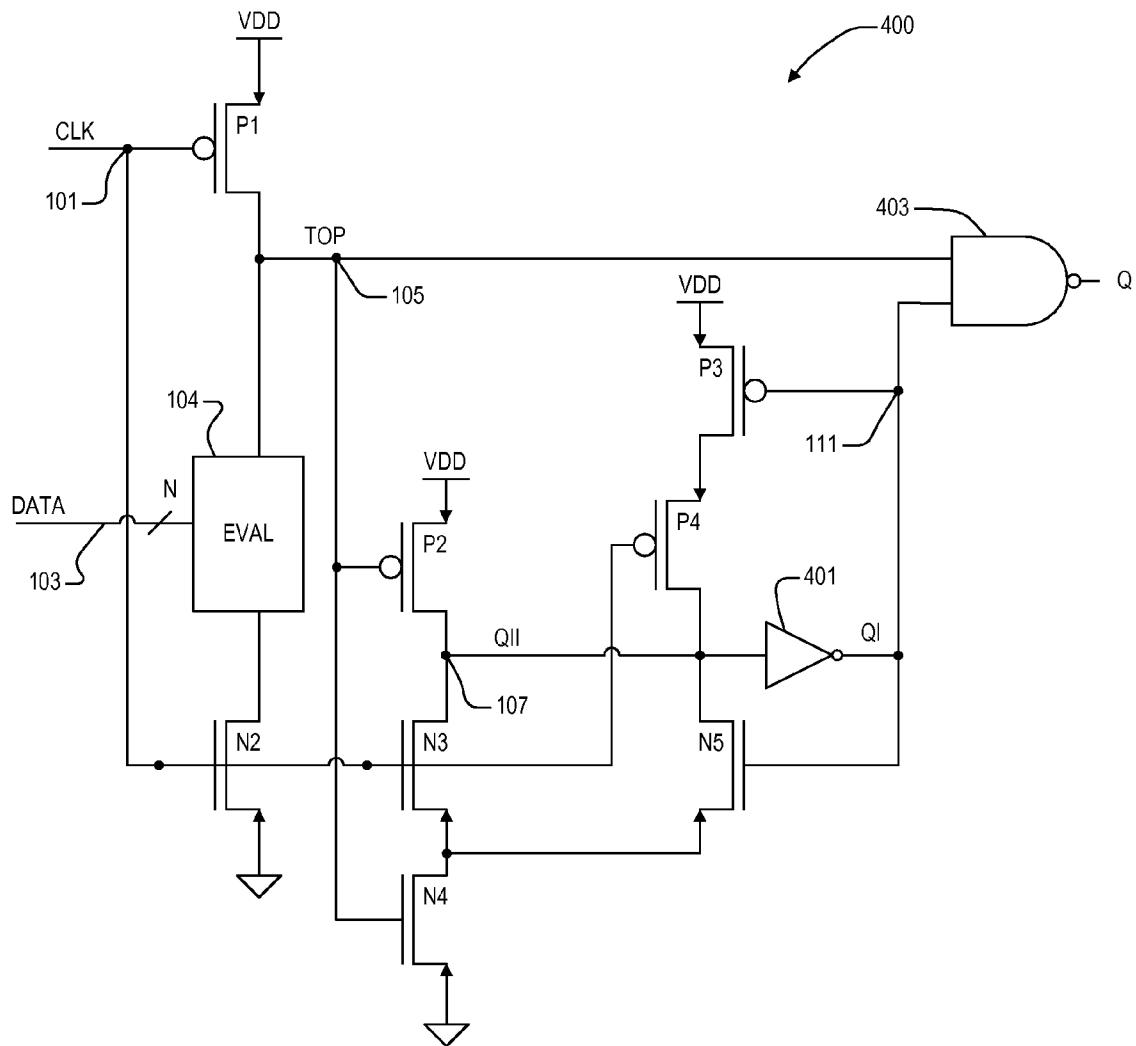 VDD
400
P1
CLK
101
403
TOP
105
VDD
Q
P3
104
111
VDD
N
DATA
P4
EVAL
P2
401
103
QII
QI
107
N2
N3
N5
N4